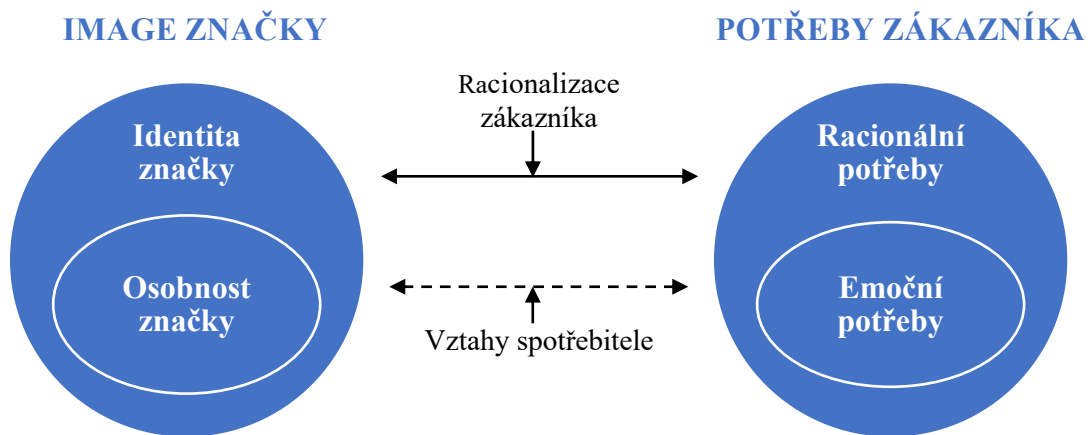 IMAGE ZNAČKY
POTŘEBY ZÁKAZNÍKA
Identita
značky
Racionalizace
zákazníka
Racionální
potřeby
Osobnost
značky
Vztahy spotřebitele
Emoční
potřeby